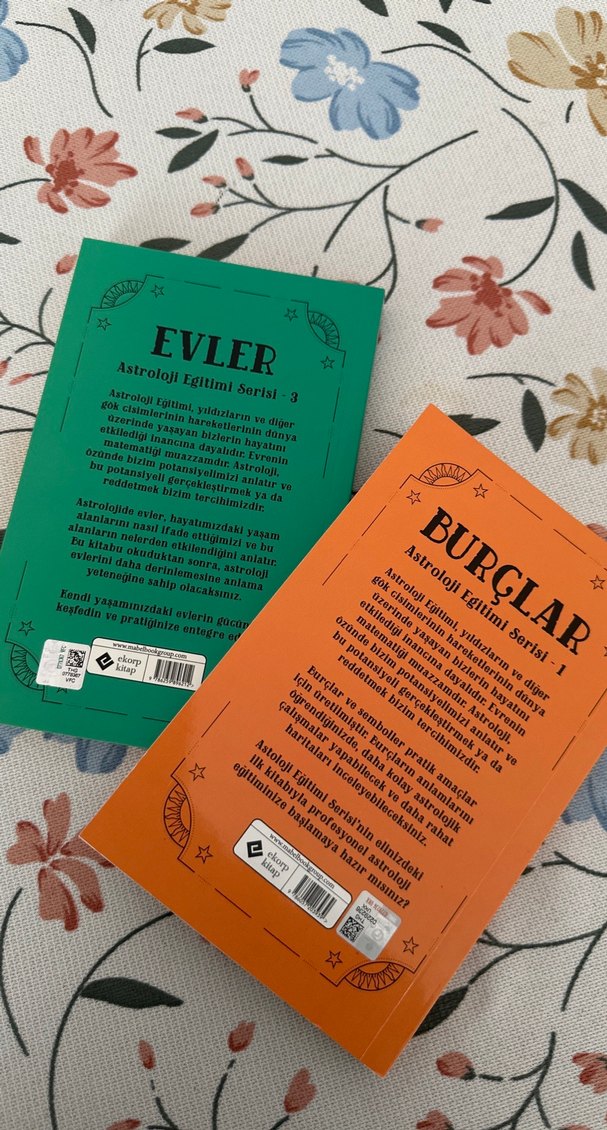 EVLER
Astroloji Eğitimi Serisi - 3
Astroloji Eğitimi, yıldızların ve diğer
gök cisimlerinin hareketlerinin dünya
üzerinde yaşayan bizlerin hayatını
etkilediği inancına dayalıdır. Evrenin
matematiği muazzamdır. Astroloji,
özünde bizim potansiyelimizi anlatır ve
bu potansiyeli gerçekleştirmek ya da
reddetmek bizim tercihimizdir.
Astrolojide evler, hayatımızdaki yaşam
alanlarını nasıl ifade ettiğimizi ve bu
alanların nelerden etkilendiğini anlatır.
Bu kitabı okuduktan sonra, astroloji
evlerini daha derinlemesine anlama
yeteneğine sahip olacaksınız.
Kendi yaşamınızdaki evlerin
keşfedin ve pratiğinize entegre
www.mabelbookgroup.com
ekorp
kitap
BURÇLAR
Astroloji Egitimi Serisi - 1
Astroloji Eğitimi, yıldızların ve diğer
gök cisimlerinin hareketlerinin dünya
üzerinde yaşayan bizlerin hayatını
etkilediği inancına dayalıdır. Evrenin
matematiği muazzamdır. Astroloji,
özünde bizim potansiyelimizi anlatır ve
bu potansiyeli gerçekleştirmek ya da
reddetmek bizim tercihimizdir.
Burçlar ve semboller pratik amaçlar
için üretilmiştir. Burçların anlamlarını
öğrendiğinizde, daha kolay astrolojik
çalışmalar yapabilecek ve daha rahat
haritaları inceleyebileceksiniz.
Astoloji Eğitimi Serisi'nin elinizdeki
ilk kitabıyla profesyonel astroloji
eğitiminize başlamaya hazır mısınız?
www.mabelbookgroup.com
ekorp
kitap